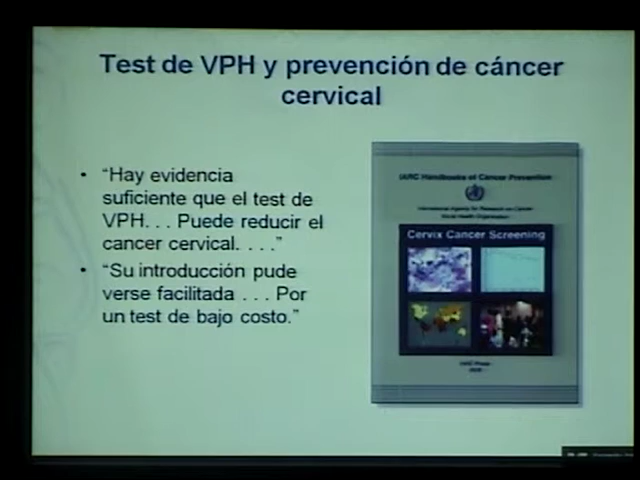 Test de VPH y prevención de cáncer
cervical
• “Hay evidencia
suficiente que el test de
VPH. . . Puede reducir el
cancer cervical. . . .”
• “Su introducción pude
verse facilitada . . . Por
un test de bajo costo.”
IARC Handbooks of Cancer Prevention
International Agency for Research on Cancer
World Health Organization
Cervix Cancer Screening
IARC Press